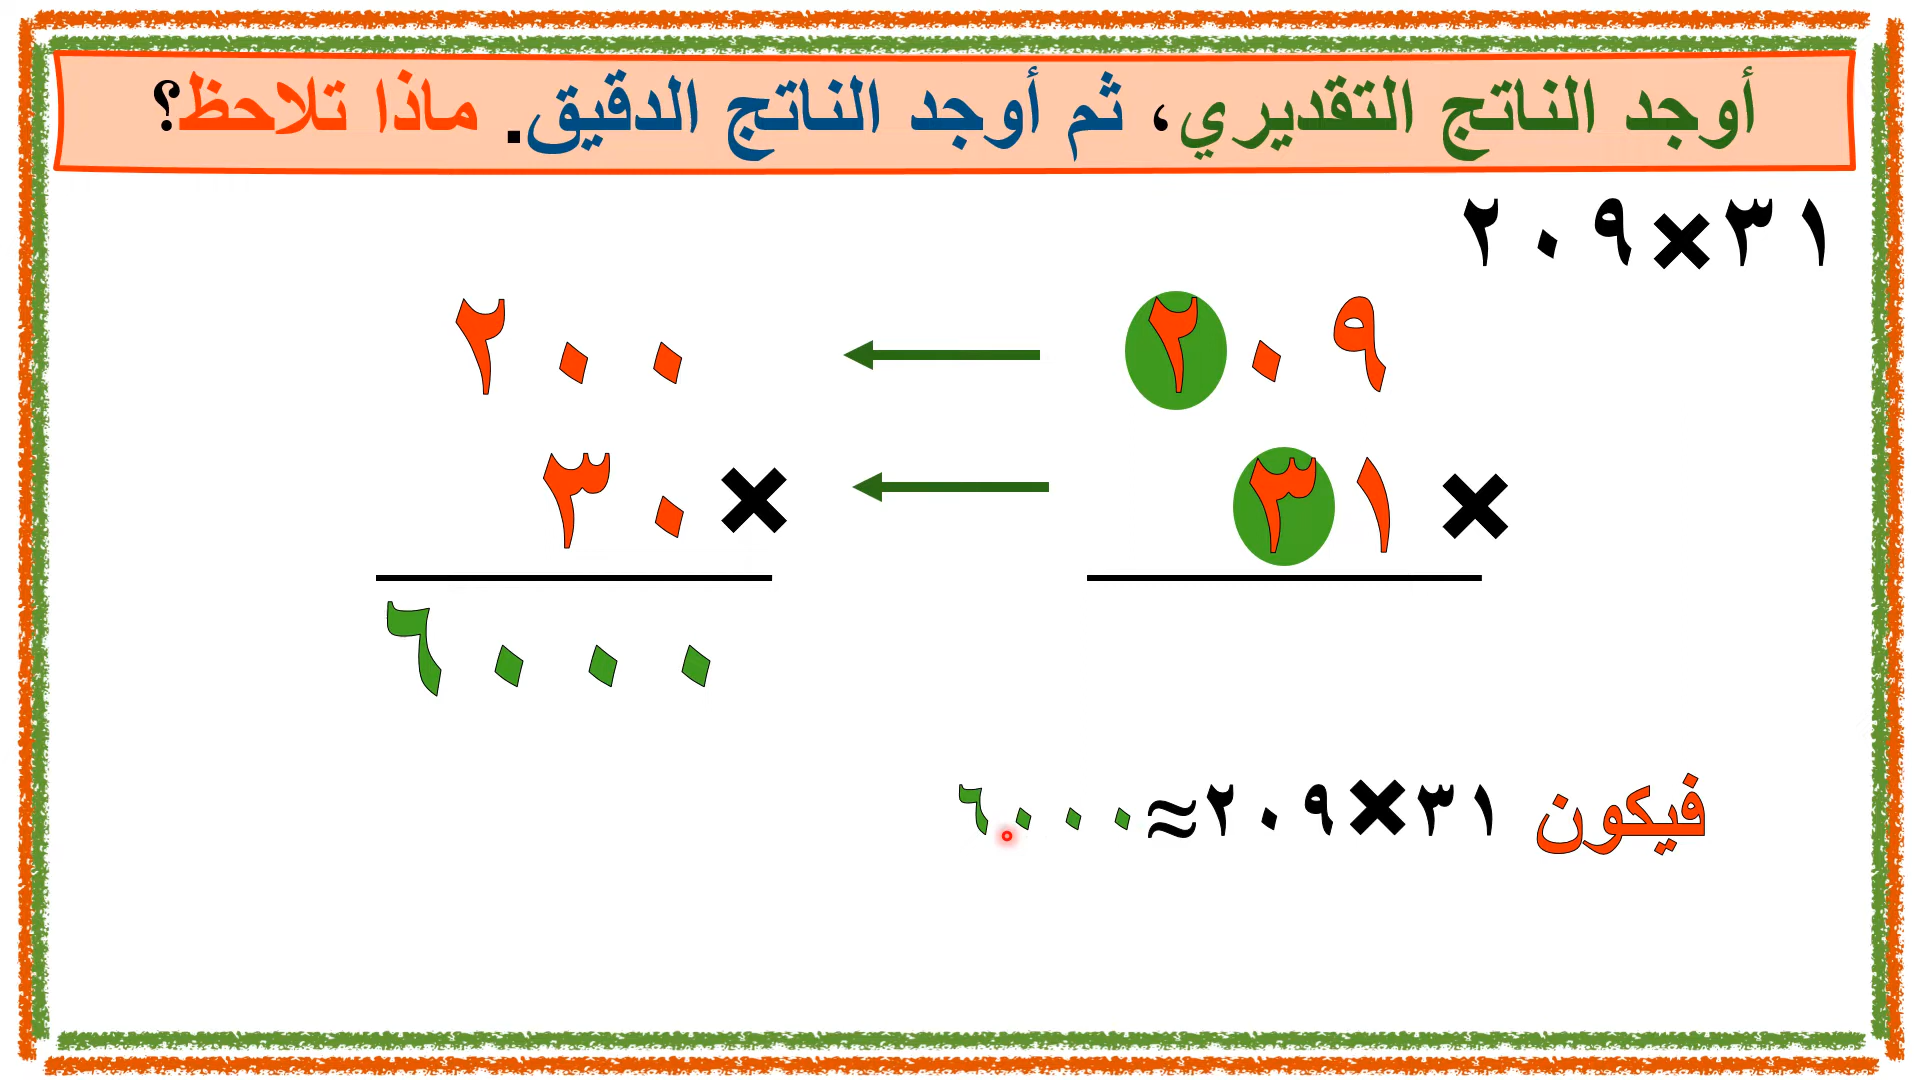 أوجد الناتج التقديري، ثم أوجد الناتج الدقيق. ماذا تلاحظ؟
٣١×٢٠٩
٢٠٩ ← ٢٠٠
×٣١ ← ×٣٠
٦٠٠٠
فيكون ٣١×٢٠٩≈٦٠٠٠